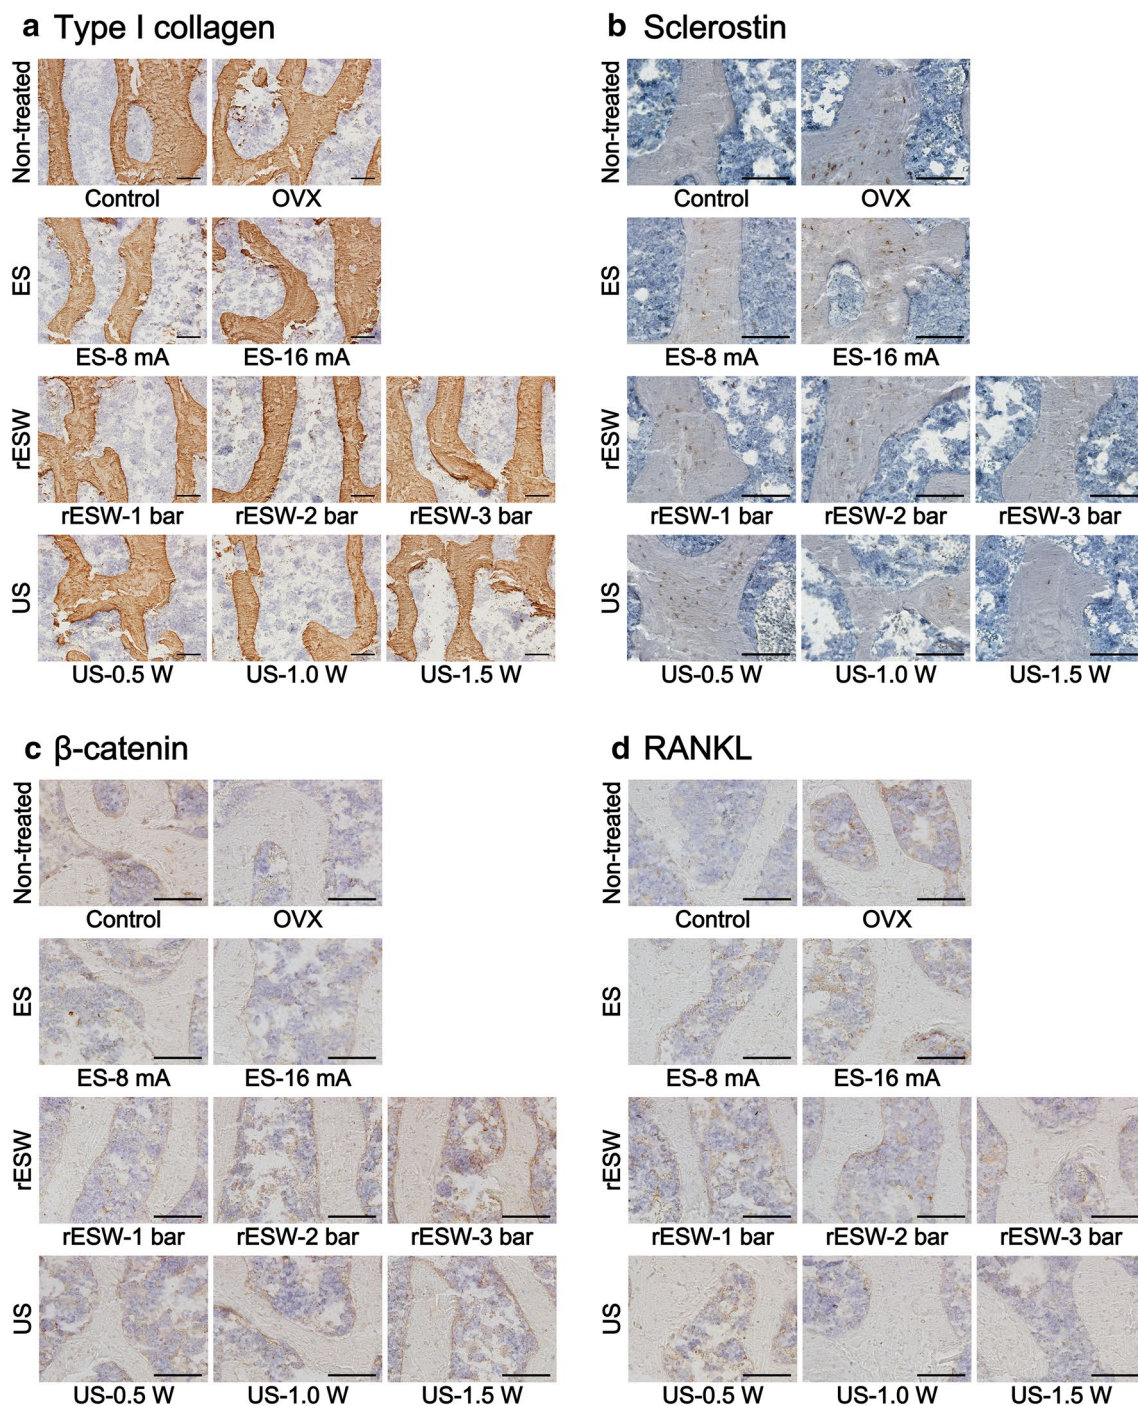 a Type I collagen
Non-treated
Control OVX
ES
ES-8 mA ES-16 mA
rESW
rESW-1 bar rESW-2 bar rESW-3 bar
US
US-0.5 W US-1.0 W US-1.5 W
b Sclerostin
Non-treated
Control OVX
ES
ES-8 mA ES-16 mA
rESW
rESW-1 bar rESW-2 bar rESW-3 bar
US
US-0.5 W US-1.0 W US-1.5 W
c β-catenin
Non-treated
Control OVX
ES
ES-8 mA ES-16 mA
rESW
rESW-1 bar rESW-2 bar rESW-3 bar
US
US-0.5 W US-1.0 W US-1.5 W
d RANKL
Non-treated
Control OVX
ES
ES-8 mA ES-16 mA
rESW
rESW-1 bar rESW-2 bar rESW-3 bar
US
US-0.5 W US-1.0 W US-1.5 W